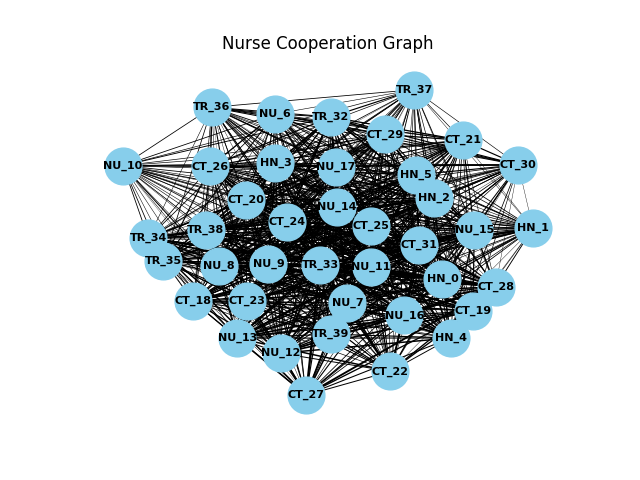 Nurse Cooperation Graph
TR_37
TR_36
NU_6
TR_32
CT_29
CT_21
NU_10
CT_26
HN_3
NU_17
HN_5
CT_30
CT_20
HN_2
NU_14
CT_24
CT_25
TR_34
TR_38
NU_15
HN_1
CT_31
TR_35
NU_8
NU_9
TR_33
NU_11
HN_0
CT_28
CT_18
CT_23
NU_7
NU_16
CT_19
NU_13
TR_39
HN_4
NU_12
CT_22
CT_27